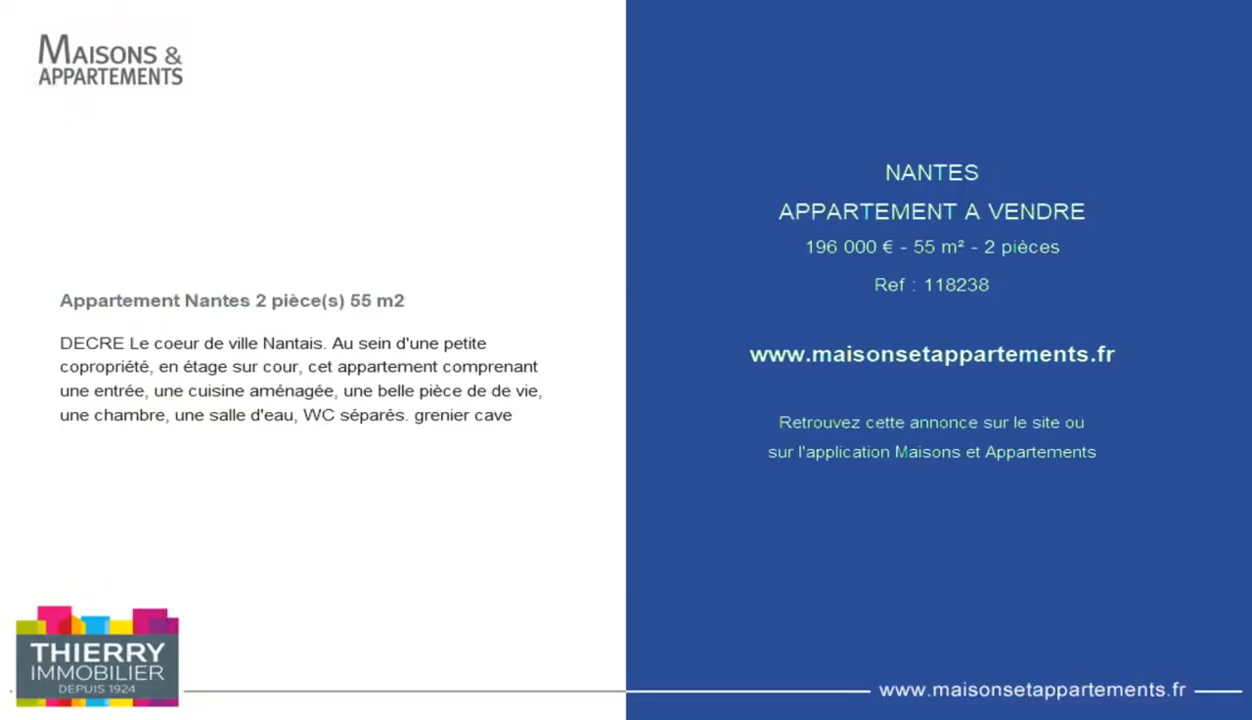 MAISONS &
APPARTEMENTS
Appartement Nantes 2 pièce(s) 55 m2
DECRE Le coeur de ville Nantais. Au sein d'une petite
copropriété, en étage sur cour, cet appartement comprenant
une entrée, une cuisine aménagée, une belle pièce de de vie,
une chambre, une salle d'eau, WC séparés. grenier cave
THIERRY
IMMOBILIER
DEPUIS 1924
NANTES
APPARTEMENT A VENDRE
196 000 € - 55 m² - 2 pièces
Ref : 118238
www.maisonsetappartements.fr
Retrouvez cette annonce sur le site ou
sur l'application Maisons et Appartements
www.maisonsetappartements.fr